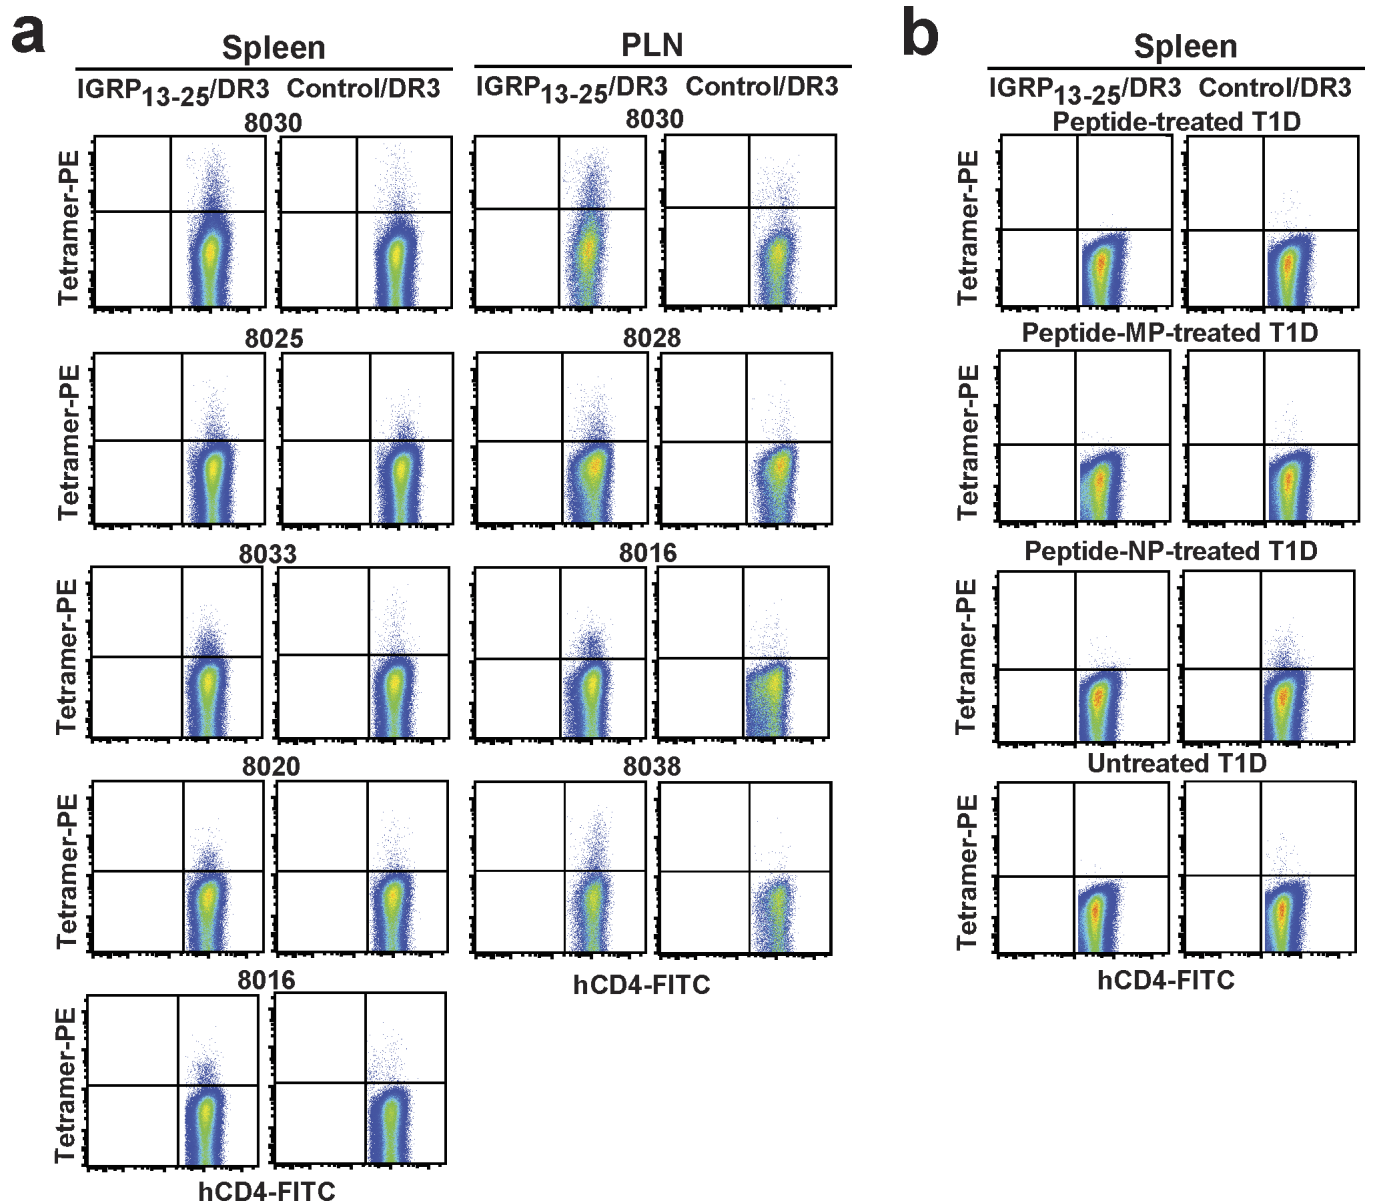 a
Spleen
PLN
IGRP13-25/DR3 Control/DR3
IGRP13-25/DR3 Control/DR3
8030
8030
Tetramer-PE
8025
8028
Tetramer-PE
8033
8016
Tetramer-PE
8020
8038
Tetramer-PE
hCD4-FITC
8016
Tetramer-PE
hCD4-FITC
b
Spleen
IGRP13-25/DR3 Control/DR3
Peptide-treated T1D
Tetramer-PE
Peptide-MP-treated T1D
Tetramer-PE
Peptide-NP-treated T1D
Tetramer-PE
Untreated T1D
Tetramer-PE
hCD4-FITC